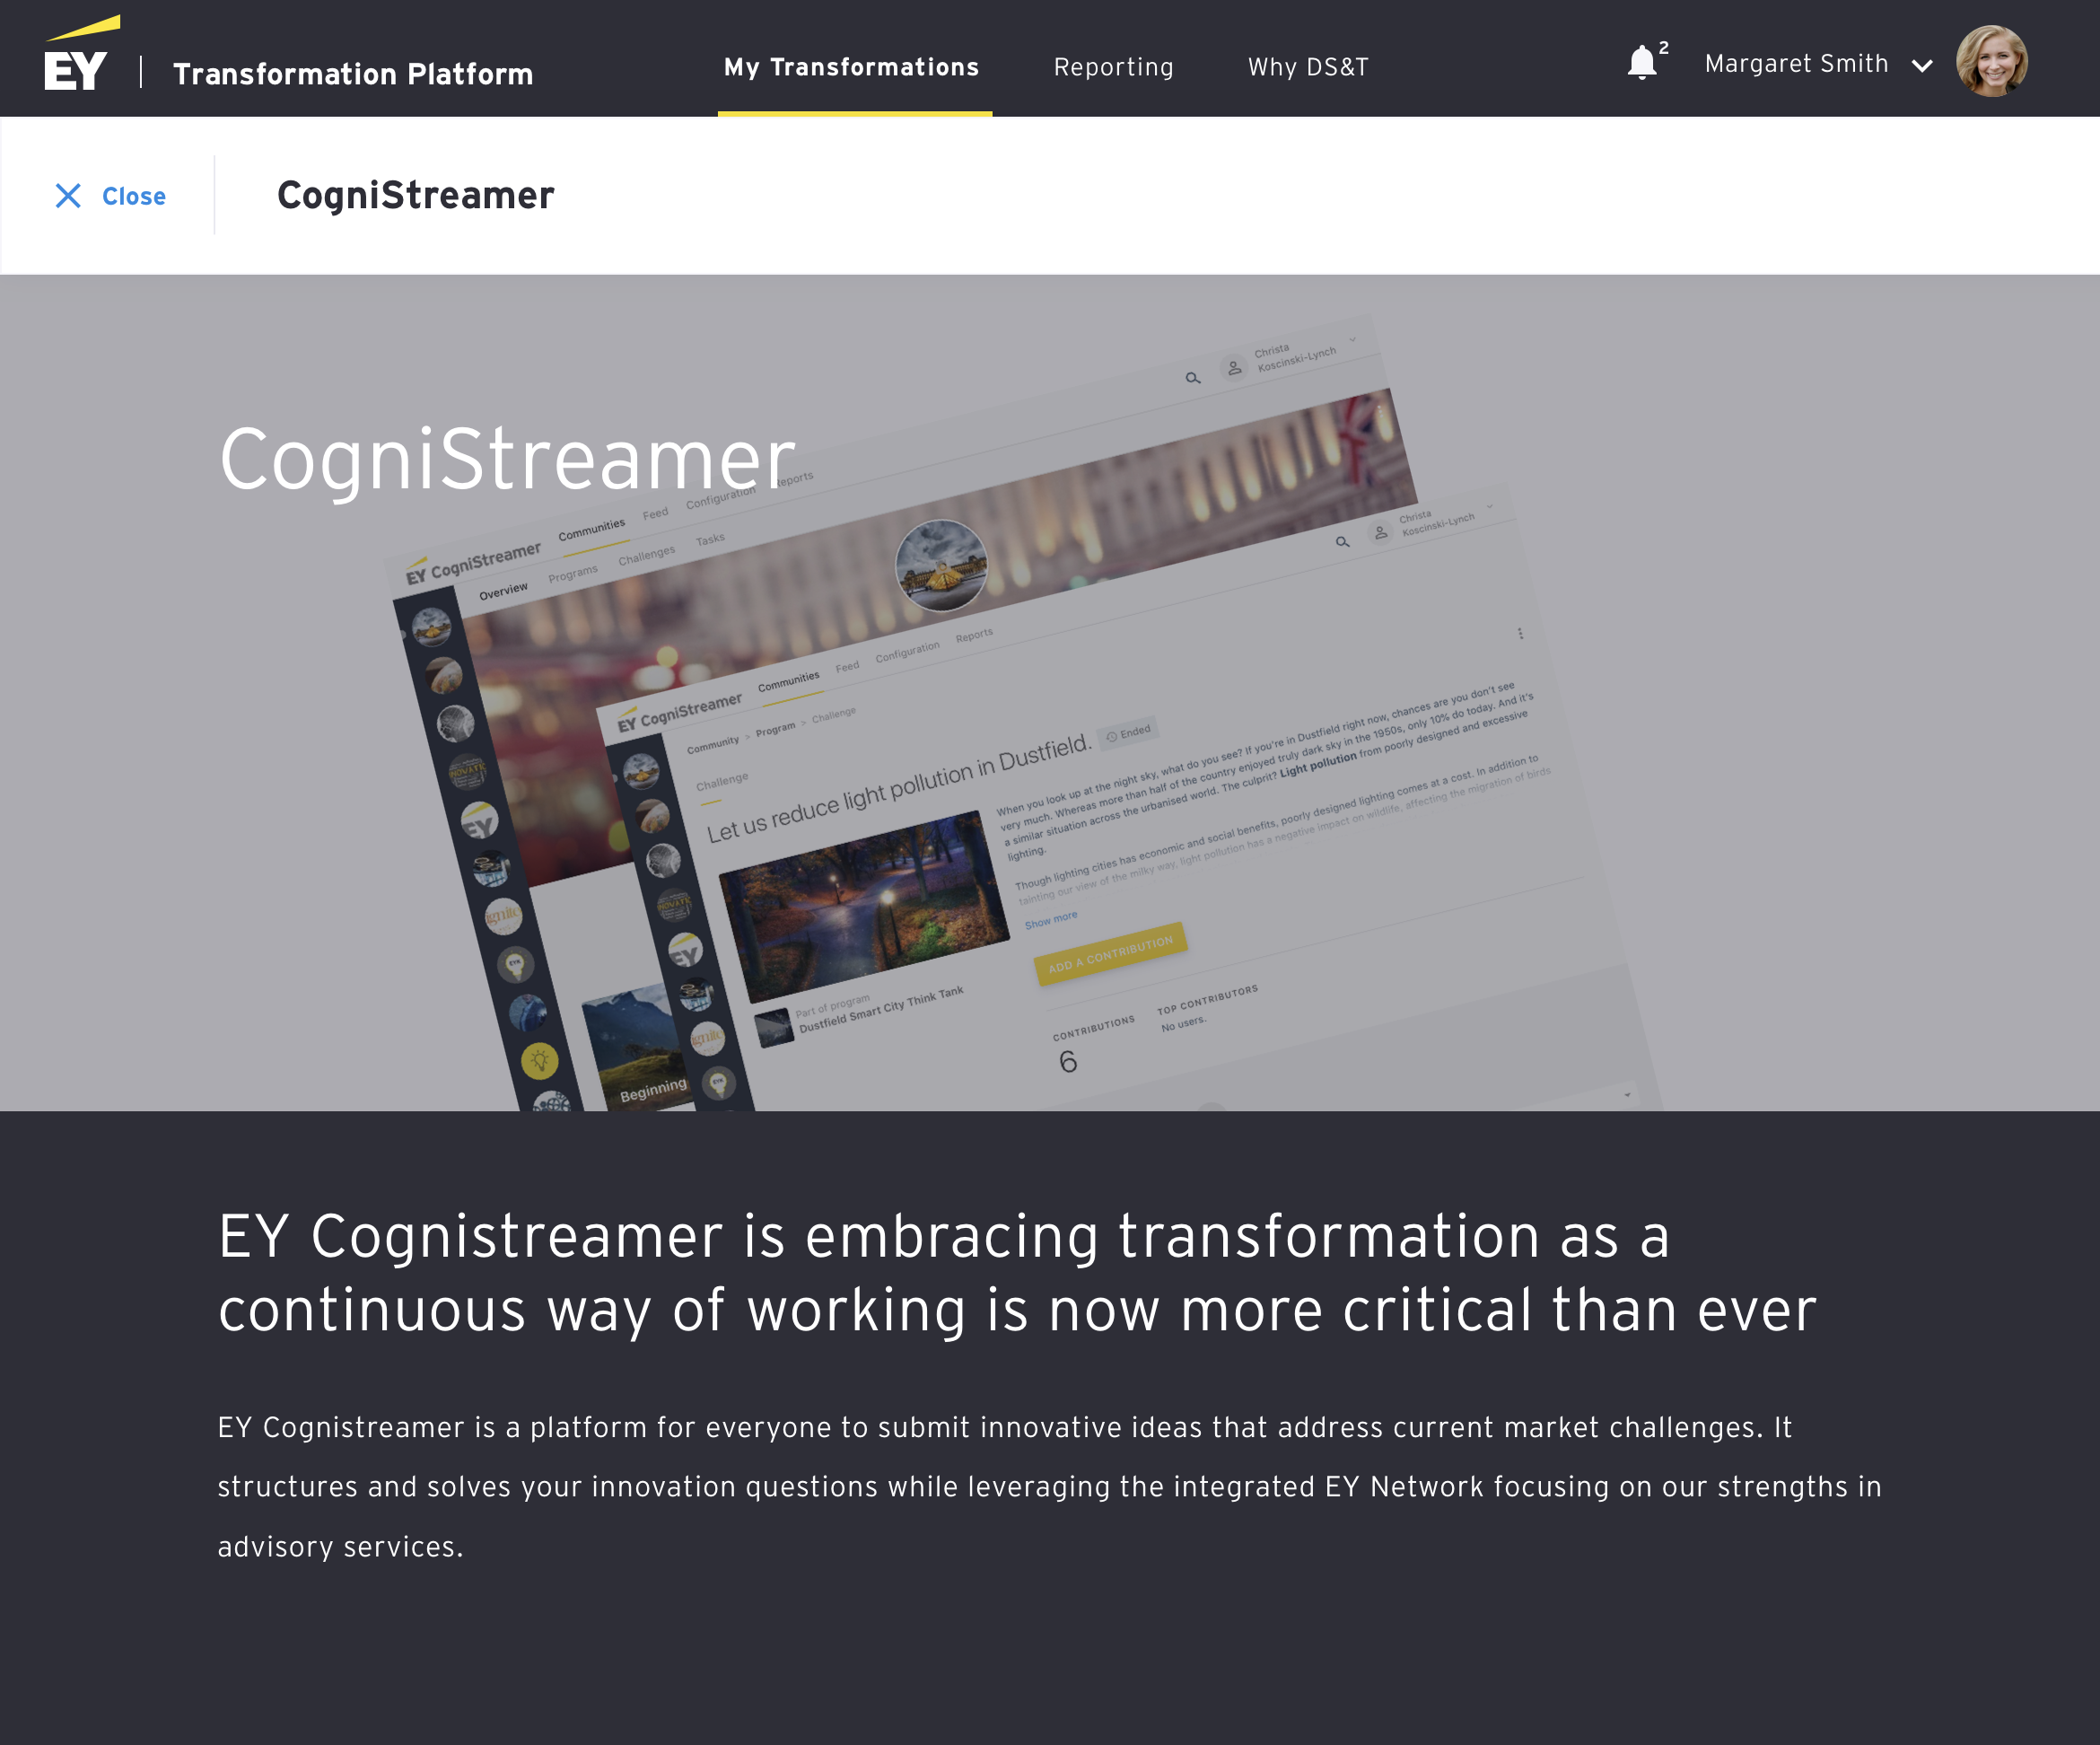 EY
Transformation Platform
My Transformations
Reporting
Why DS&T
2
Margaret Smith
Close
CogniStreamer
CogniStreamer
Christa
Koscinski-Lynch
EY CogniStreamer
Communities
Feed
Configuration
Reports
Overview
Programs
Challenges
Tasks
Christa
Koscinski-Lynch
EY CogniStreamer
Communities
Feed
Configuration
Reports
Community > Program > Challenge
Challenge
Let us reduce light pollution in Dustfield.
Ended
When you look up at the night sky, what do you see? If you're in Dustfield right now, chances are you don't see
very much. Whereas more than half of the country enjoyed truly dark sky in the 1950s, only 10% do today. And it's
a similar situation across the urbanised world. The culprit? Light pollution from poorly designed and excessive
lighting.
Though lighting cities has economic and social benefits, poorly designed lighting comes at a cost. In addition to
tainting our view of the milky way, light pollution has a negative impact on wildlife, affecting the migration of birds
Show more
ADD A CONTRIBUTION
Part of program
Dustfield Smart City Think Tank
CONTRIBUTIONS
6
TOP CONTRIBUTORS
No users.
EY
ignite
EY
ignite
Beginning
EY Cognistreamer is embracing transformation as a
continuous way of working is now more critical than ever
EY Cognistreamer is a platform for everyone to submit innovative ideas that address current market challenges. It
structures and solves your innovation questions while leveraging the integrated EY Network focusing on our strengths in
advisory services.